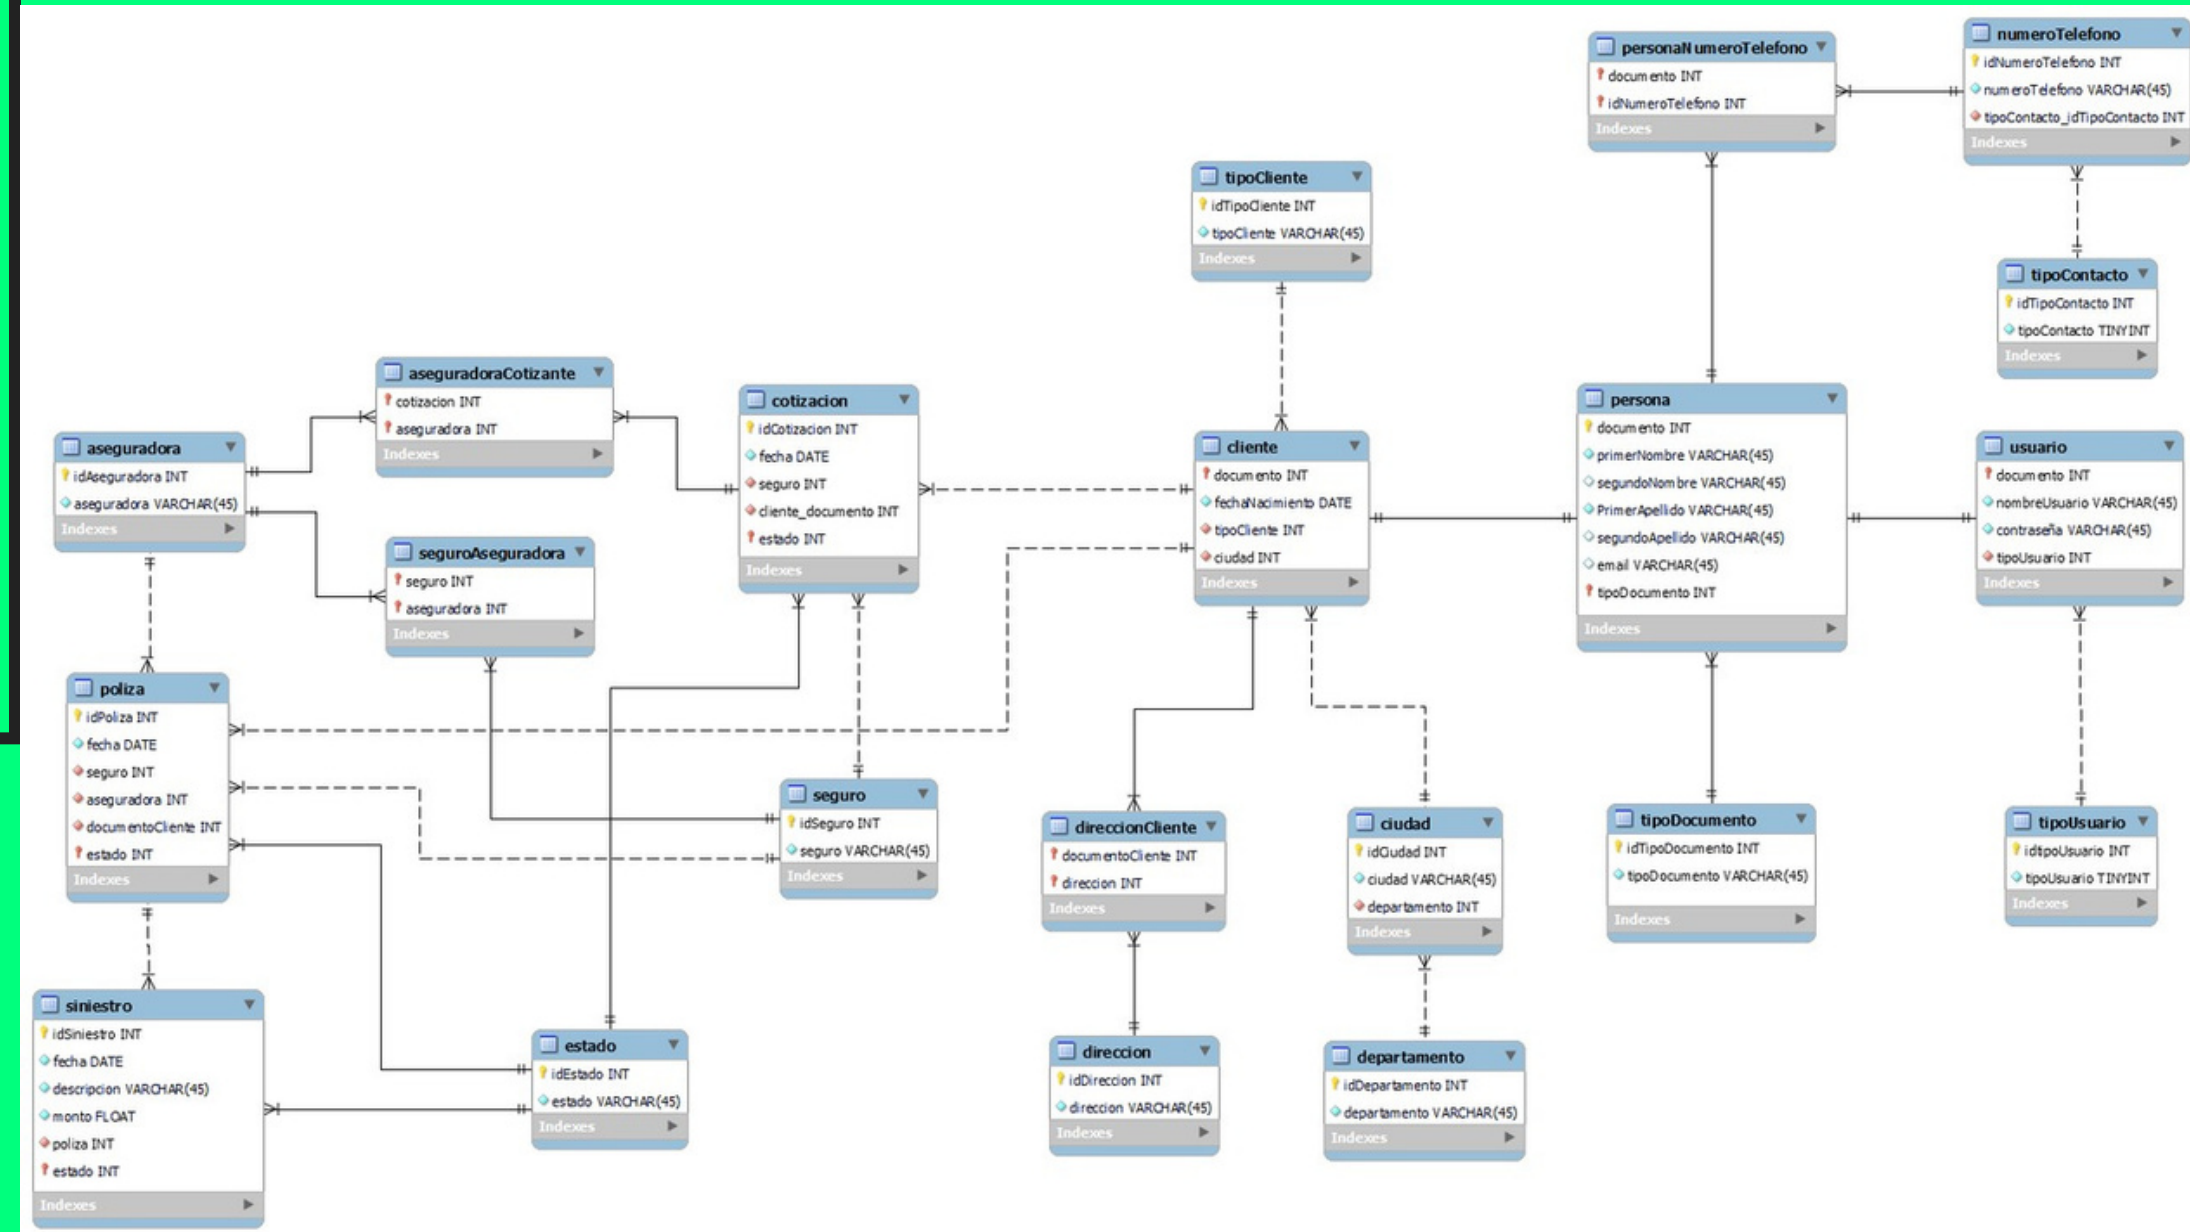 personaNumeroTelefono
documento INT
idNumeroTelefono INT
Indexes
numeroTelefono
idNumeroTelefono INT
numeroTelefono VARCHAR(45)
tipoContacto_idTipoContacto INT
Indexes
tipoCliente
idTipoCliente INT
tipoCliente VARCHAR(45)
Indexes
tipoContacto
idTipoContacto INT
tipoContacto TINYINT
Indexes
aseguradoraCotizante
cotizacion INT
aseguradora INT
Indexes
cotizacion
idCotizacion INT
fecha DATE
seguro INT
cliente_documento INT
estado INT
Indexes
persona
documento INT
primerNombre VARCHAR(45)
segundoNombre VARCHAR(45)
PrimerApellido VARCHAR(45)
segundoApellido VARCHAR(45)
email VARCHAR(45)
tipoDocumento INT
Indexes
aseguradora
idAseguradora INT
aseguradora VARCHAR(45)
Indexes
cliente
documento INT
fechaNacimiento DATE
tipoCliente INT
ciudad INT
Indexes
usuario
documento INT
nombreUsuario VARCHAR(45)
contraseña VARCHAR(45)
tipoUsuario INT
Indexes
seguroAseguradora
seguro INT
aseguradora INT
Indexes
poliza
idPoliza INT
fecha DATE
seguro INT
aseguradora INT
documentoCliente INT
estado INT
Indexes
seguro
idSeguro INT
seguro VARCHAR(45)
Indexes
direccionCliente
documentoCliente INT
direccion INT
Indexes
ciudad
idCiudad INT
ciudad VARCHAR(45)
departamento INT
Indexes
tipoDocumento
idTipoDocumento INT
tipoDocumento VARCHAR(45)
Indexes
tipoUsuario
idtipoUsuario INT
tipoUsuario TINYINT
Indexes
siniestro
idSiniestro INT
fecha DATE
descripcion VARCHAR(45)
monto FLOAT
poliza INT
estado INT
Indexes
estado
idEstado INT
estado VARCHAR(45)
Indexes
direccion
idDireccion INT
direccion VARCHAR(45)
Indexes
departamento
idDepartamento INT
departamento VARCHAR(45)
Indexes